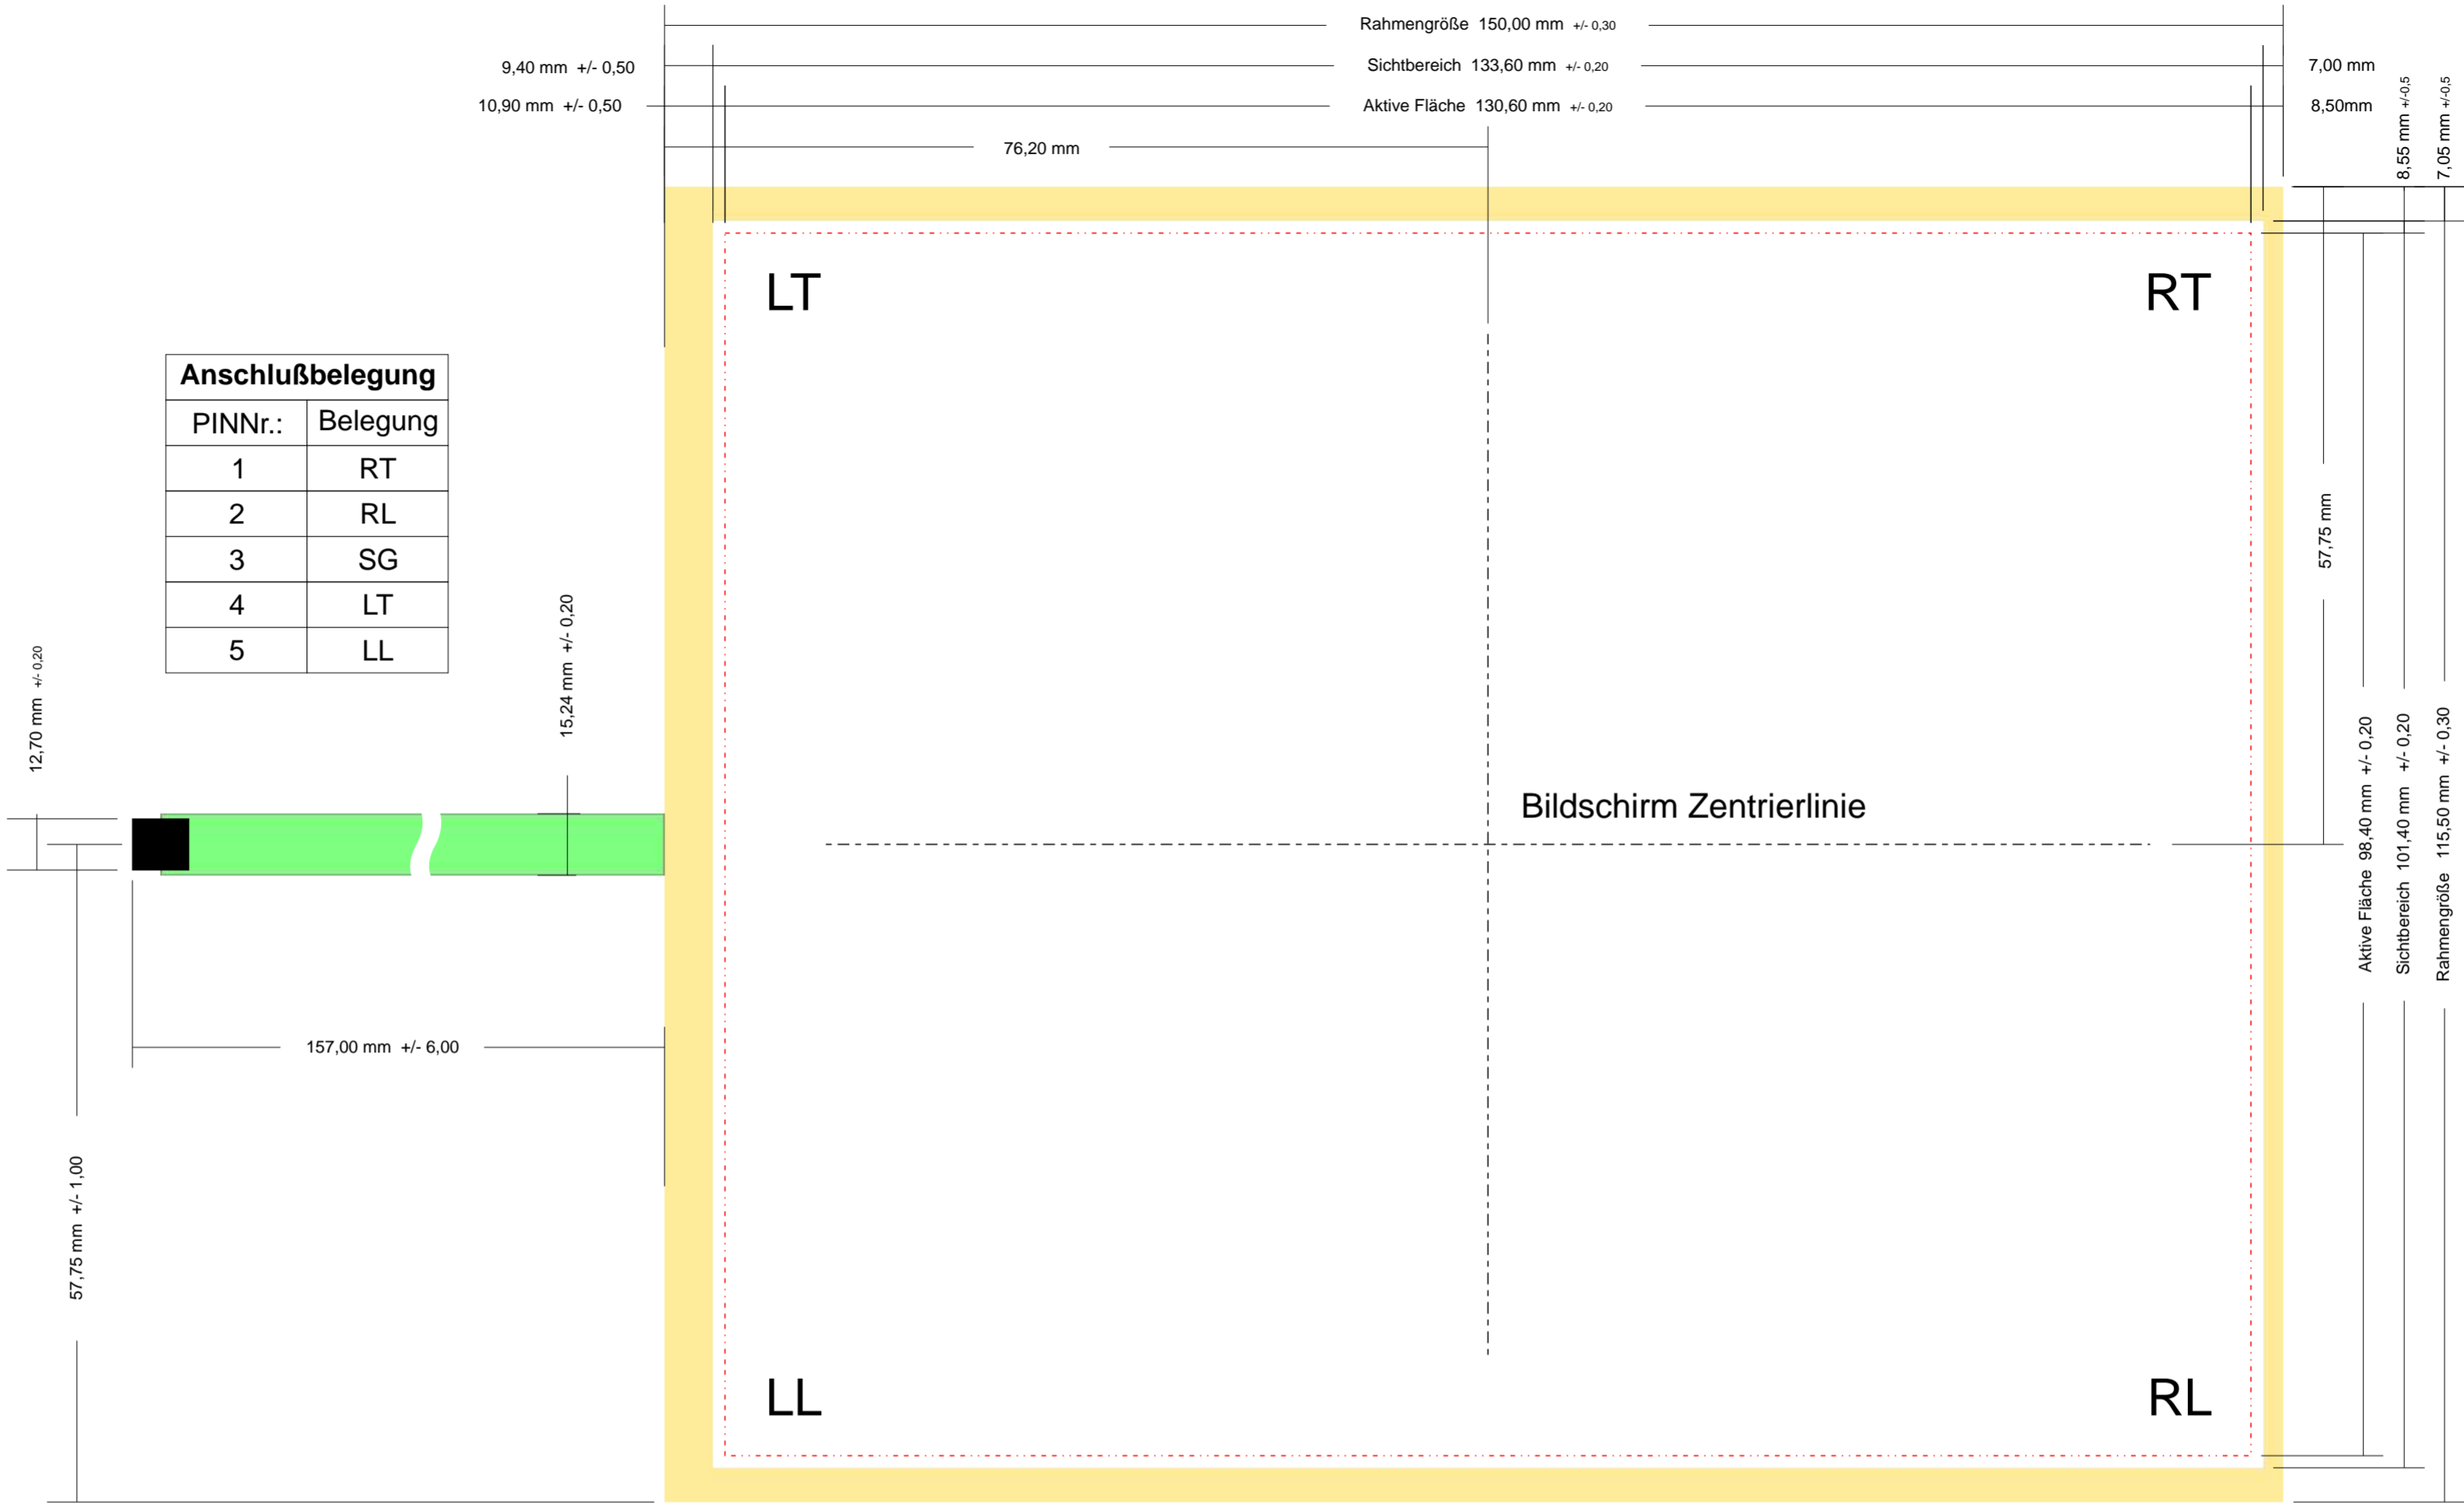 Rahmengröße 150,00 mm +/- 0,30
9,40 mm +/- 0,50
Sichtbereich 133,60 mm +/- 0,20
7,00 mm
10,90 mm +/- 0,50
Aktive Fläche 130,60 mm +/- 0,20
8,50mm
8,55 mm +/-0,5
7,05 mm +/-0,5
76,20 mm
LT
RT
Anschlußbelegung
PINNr.: Belegung
1 RT
2 RL
3 SG
4 LT
5 LL
57,75 mm
15,24 mm +/- 0,20
12,70 mm +/- 0,20
Bildschirm Zentrierlinie
Aktive Fläche 98,40 mm +/- 0,20
Sichtbereich 101,40 mm +/- 0,20
Rahmengröße 115,50 mm +/- 0,30
157,00 mm +/- 6,00
57,75 mm +/- 1,00
LL
RL